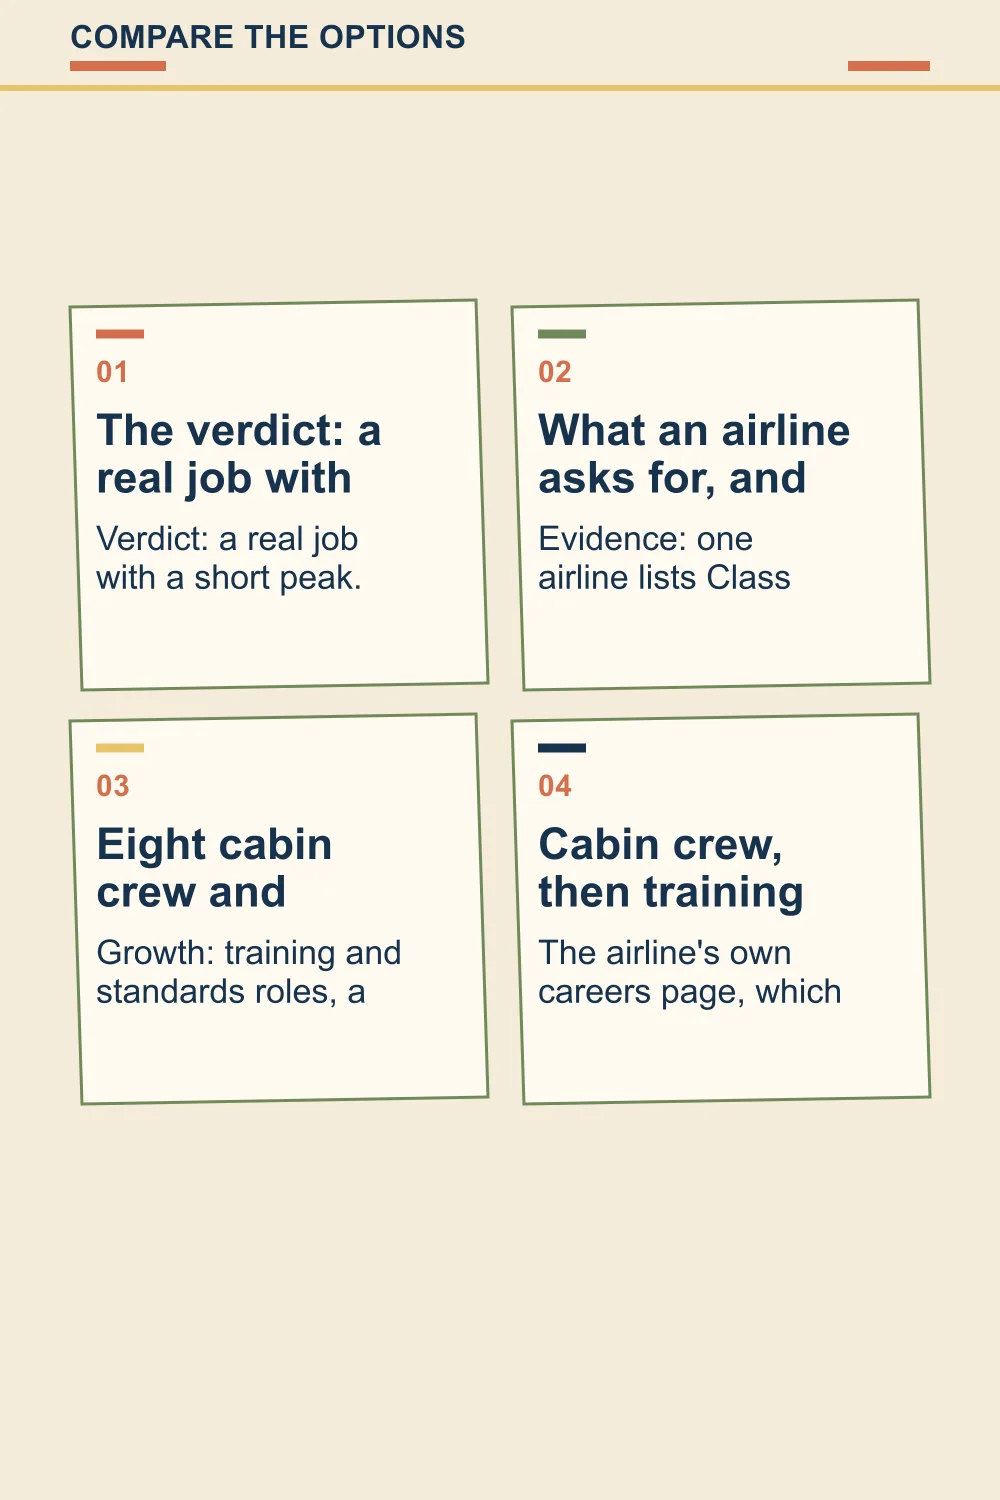 COMPARE THE OPTIONS
01
The verdict: a
real job with
Verdict: a real job
with a short peak.
02
What an airline
asks for, and
Evidence: one
airline lists Class
03
Eight cabin
crew and
Growth: training and
standards roles, a
04
Cabin crew,
then training
The airline's own
careers page, which